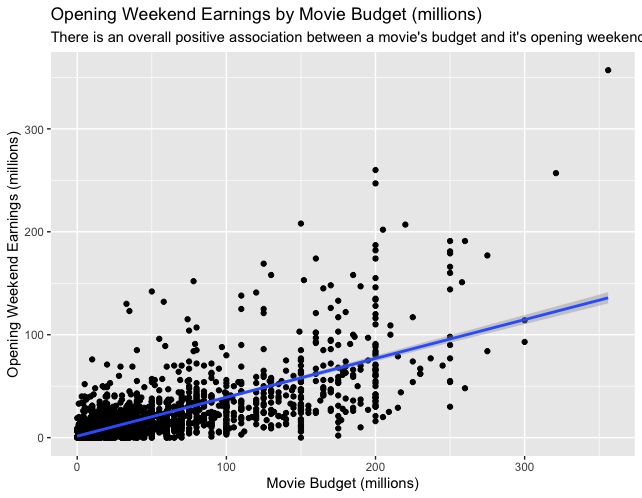 Opening Weekend Earnings by Movie Budget (millions)
There is an overall positive association between a movie's budget and it's opening weekend
Opening Weekend Earnings (millions)
300
200
100
0
0
100
200
300
Movie Budget (millions)